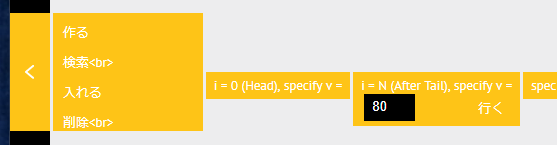 作る
検索<br>
入れる
削除<br>
i = 0 (Head), specify v =
i = N (After Tail), specify v =
80
行く
spec